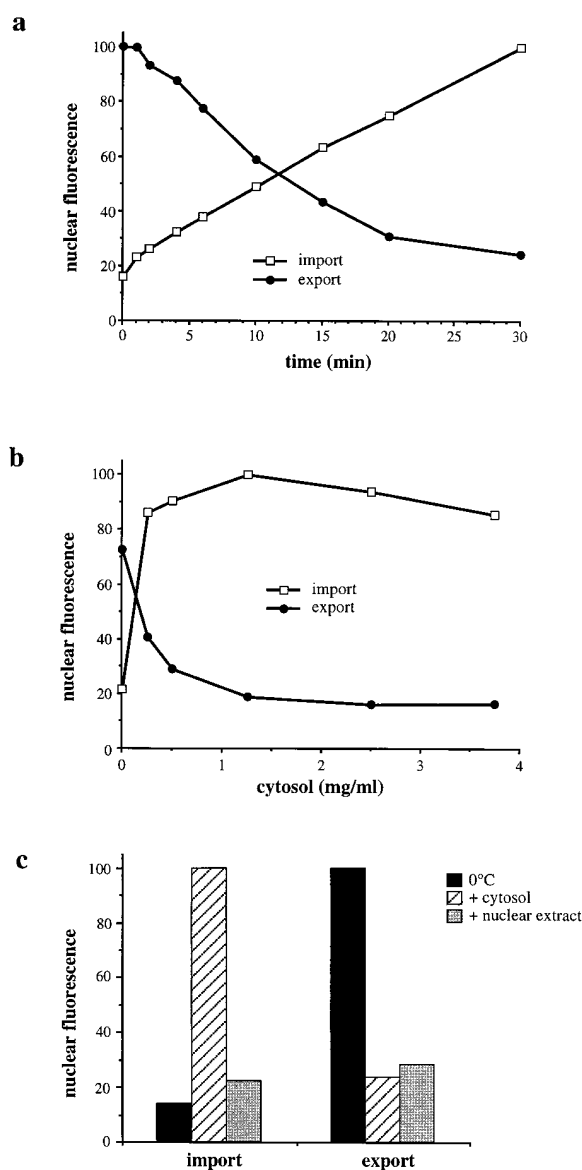 a
100
80
60
40
20
0
nuclear fluorescence
import
export
0 5 10 15 20 25 30
time (min)
b
100
80
60
40
20
0
nuclear fluorescence
import
export
0 1 2 3 4
cytosol (mg/ml)
c
100
80
60
40
20
0
nuclear fluorescence
0°C
+ cytosol
+ nuclear extract
import export